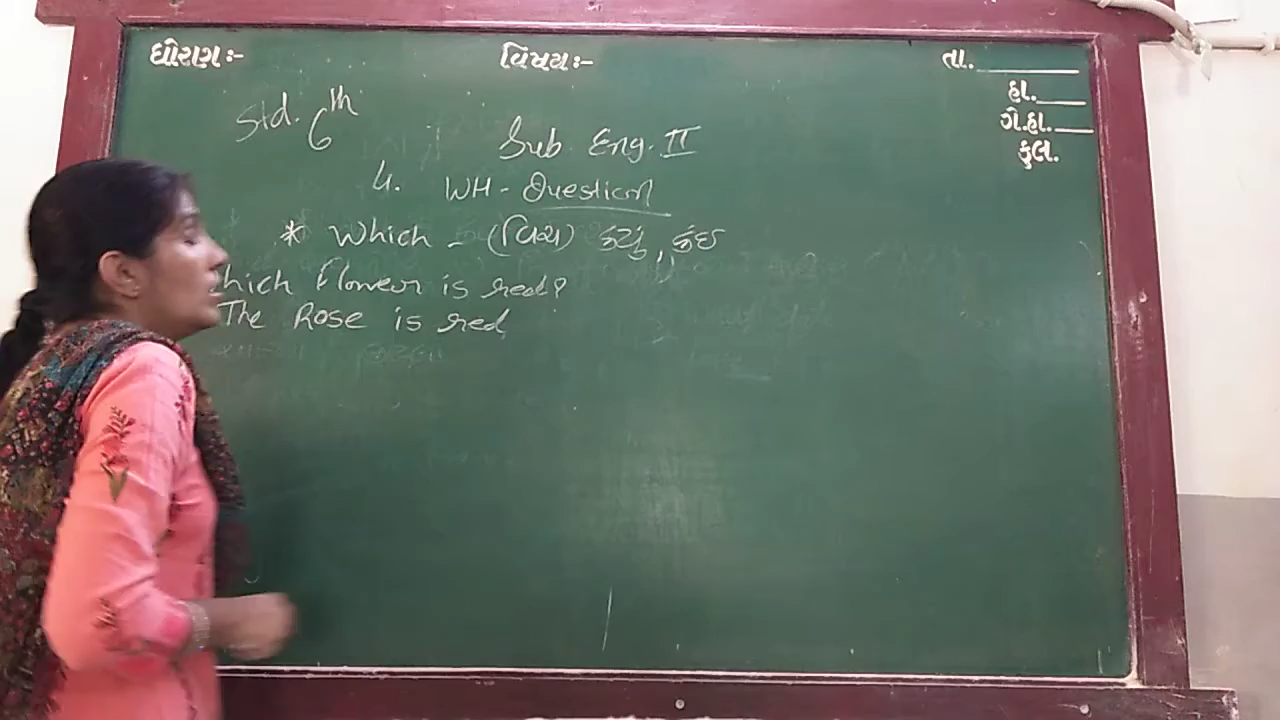 ધોરણ:- વિષય:- તા.
હા.
ગે.હા.
કુલ.
Std. 6th
Sub Eng. II
4. WH - Question
* Which - (વિચ) કયું, કઇ
hich Flower is red?
The Rose is red